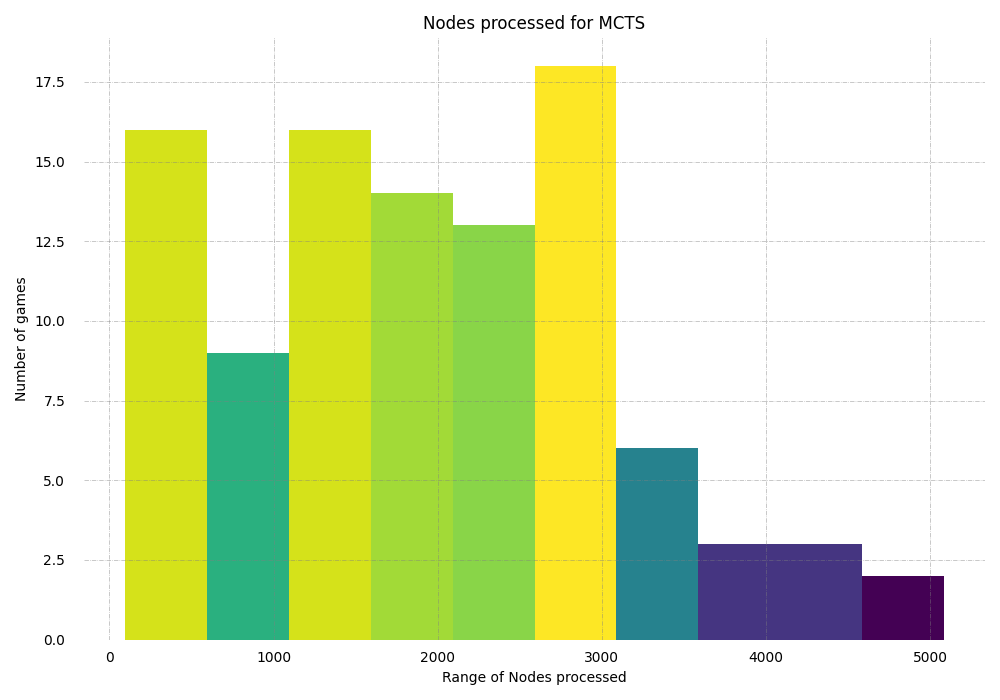 Nodes processed for MCTS
Number of games
17.5
15.0
12.5
10.0
7.5
5.0
2.5
0.0
0 1000 2000 3000 4000 5000
Range of Nodes processed